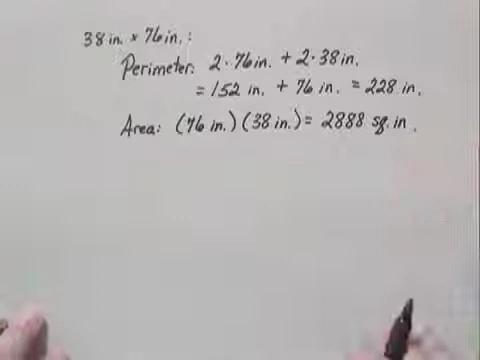 38 in. × 76 in. :
Perimeter: 2·76 in. + 2·38 in.
= 152 in. + 76 in. = 228 in.
Area: (76 in.)(38 in.) = 2888 sq. in.